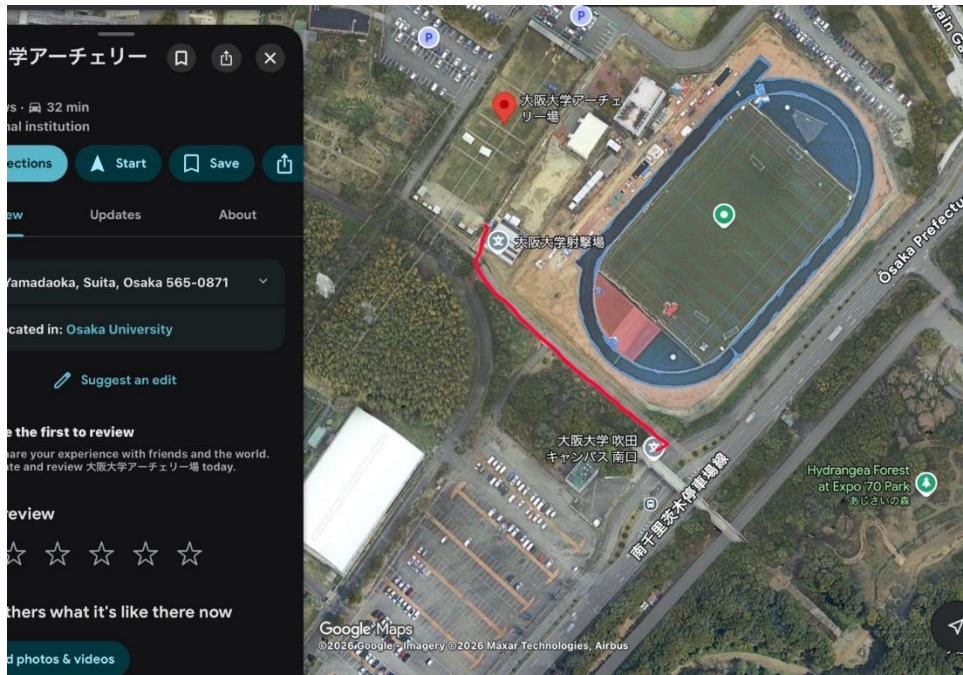 学アーチェリー
ys · 32 min
nal institution
ections
Start
Save
ew
Updates
About
Yamadaoka, Suita, Osaka 565-0871
ocated in: Osaka University
Suggest an edit
e the first to review
hare your experience with friends and the world.
ate and review 大阪大学アーチェリー場 today.
review
thers what it's like there now
d photos & videos
P
P
大阪大学アーチェ
リー場
大阪大学射撃場
大阪大学 吹田
キャンパス 南口
南千里茨木停車場線
Main Ga
Ōsaka Prefectu
Hydrangea Forest
at Expo '70 Park
あじさいの森
Google Maps
©2026 Google - Imagery ©2026 Maxar Technologies, Airbus